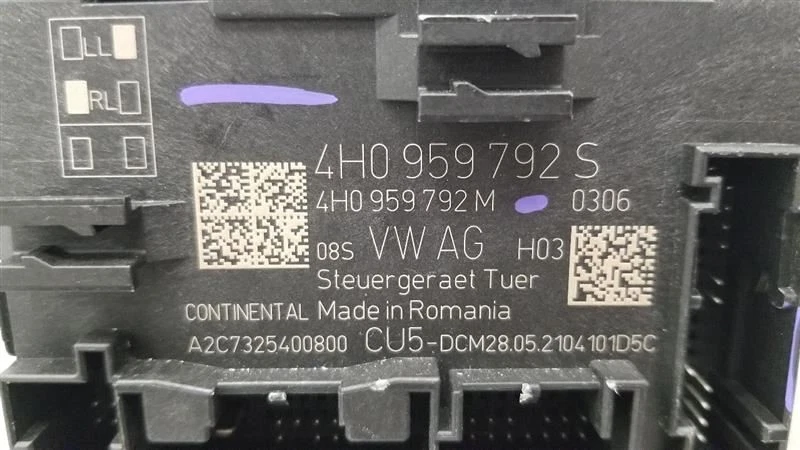 LL
RL
4H0 959 792 S
4H0 959 792 M 0306
08S VW AG H03
Steuergeraet Tuer
CONTINENTAL Made in Romania
A2C7325400800 CU5-DCM28.05.2104101D5C